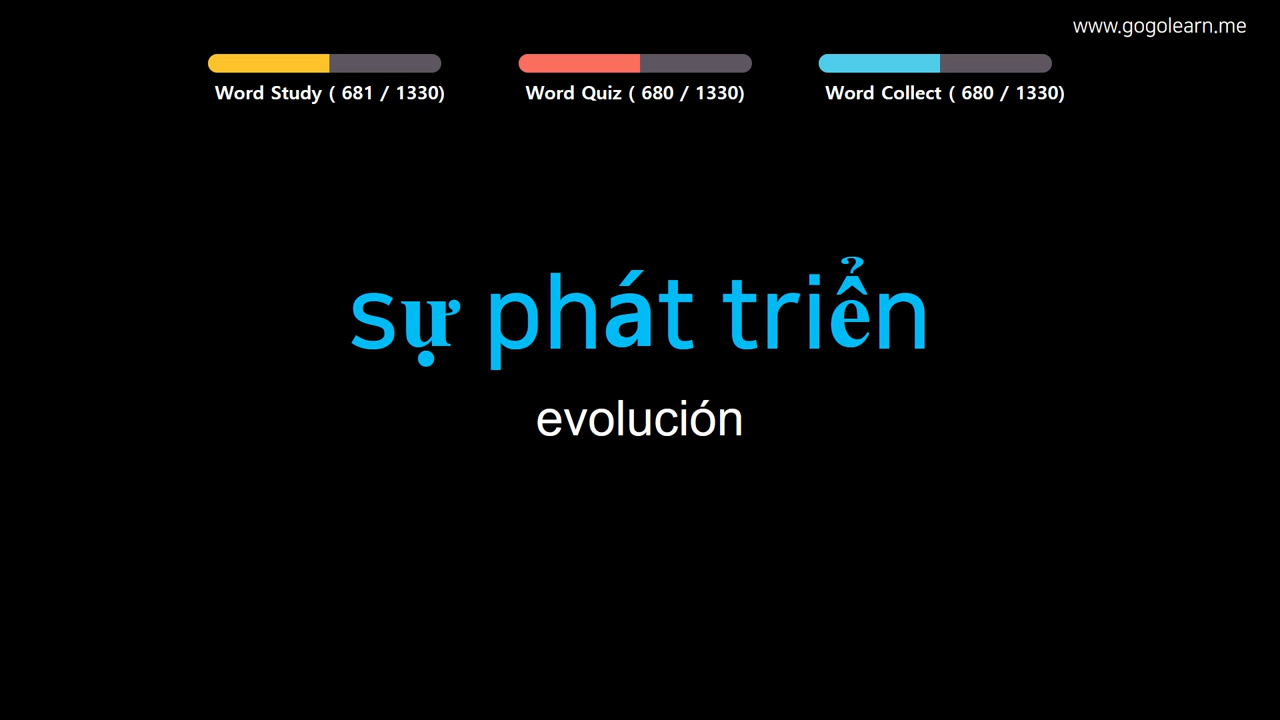 www.gogolearn.me
Word Study ( 681 / 1330)
Word Quiz ( 680 / 1330)
Word Collect ( 680 / 1330)
sự phát triển
evolución